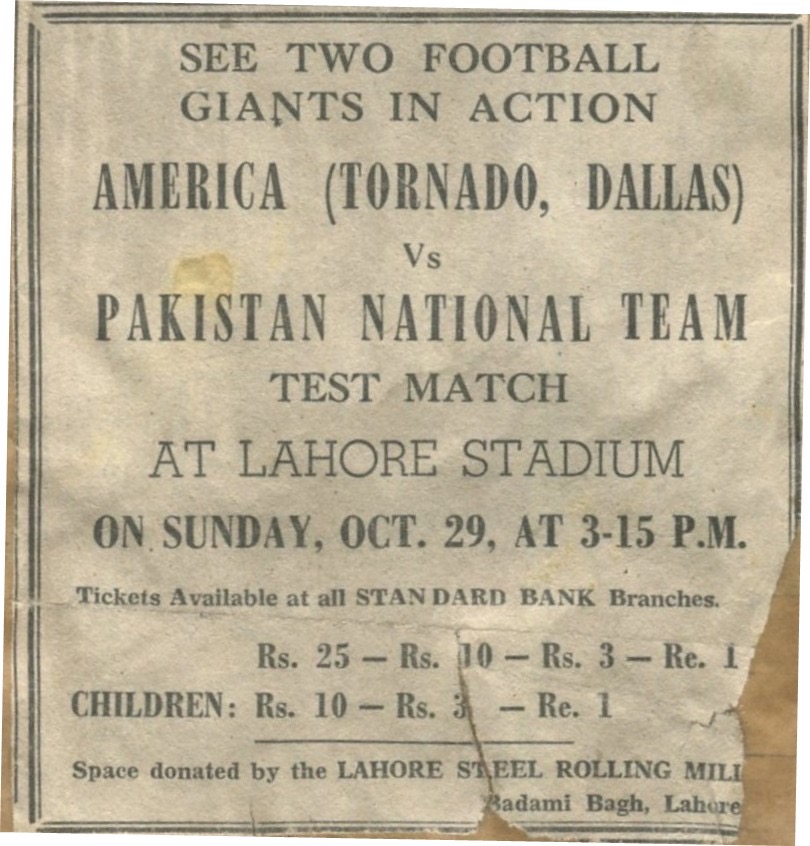 SEE TWO FOOTBALL
GIANTS IN ACTION
AMERICA (TORNADO, DALLAS)
Vs
PAKISTAN NATIONAL TEAM
TEST MATCH
AT LAHORE STADIUM
ON SUNDAY, OCT. 29, AT 3-15 P.M.
Tickets Available at all STANDARD BANK Branches.
Rs. 25 — Rs. 10 — Rs. 3 — Re. 1
CHILDREN: Rs. 10 — Rs. 3 — Re. 1
Space donated by the LAHORE STEEL ROLLING MILL
Badami Bagh, Lahore